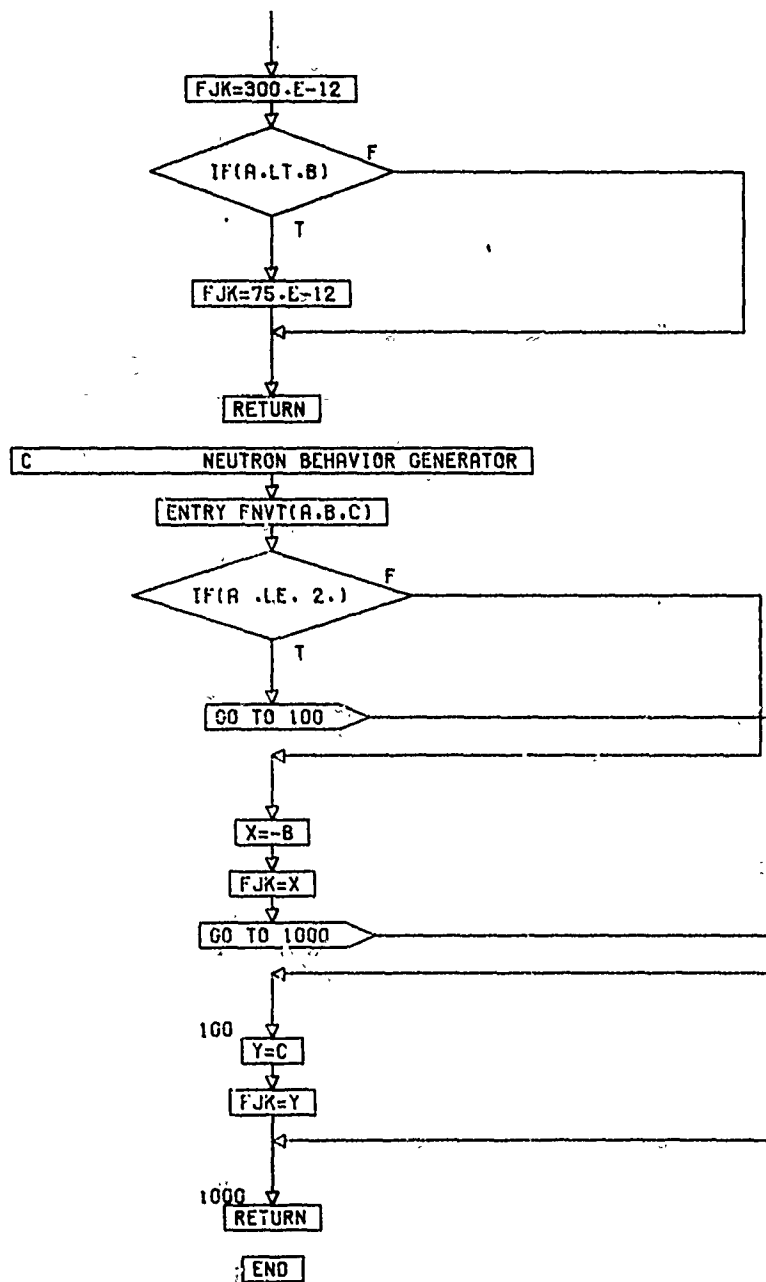 FJK=300.E-12
IF(A.LT.B)
F
T
FJK=75.E-12
RETURN
C NEUTRON BEHAVIOR GENERATOR
ENTRY FNVT(A.B.C)
IF(A .LE. 2.)
F
T
GO TO 100
X=-B
FJK=X
GO TO 1000
100
Y=C
FJK=Y
1000
RETURN
END